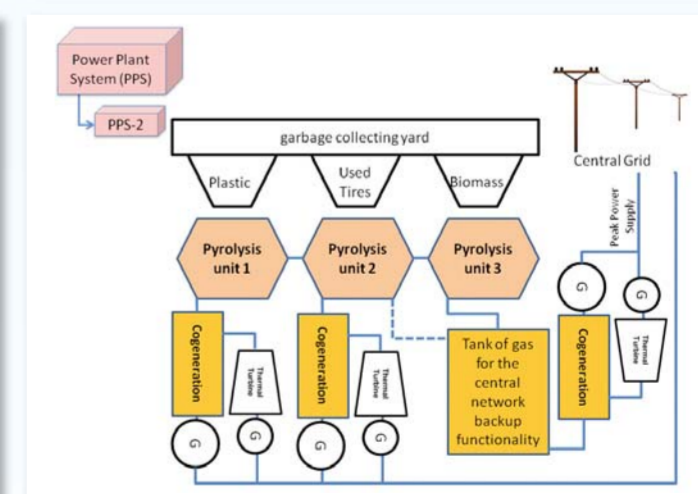 Power Plant
System (PPS)
PPS-2
garbage collecting yard
Plastic
Used
Tires
Biomass
Central Grid
Peak Power
Supply
Pyrolysis
unit 1
Pyrolysis
unit 2
Pyrolysis
unit 3
G
G
Cogeneration
Thermal
Turbine
Cogeneration
Thermal
Turbine
Tank of gas
for the
central
network
backup
functionality
Cogeneration
Thermal
Turbine
G
G
G
G